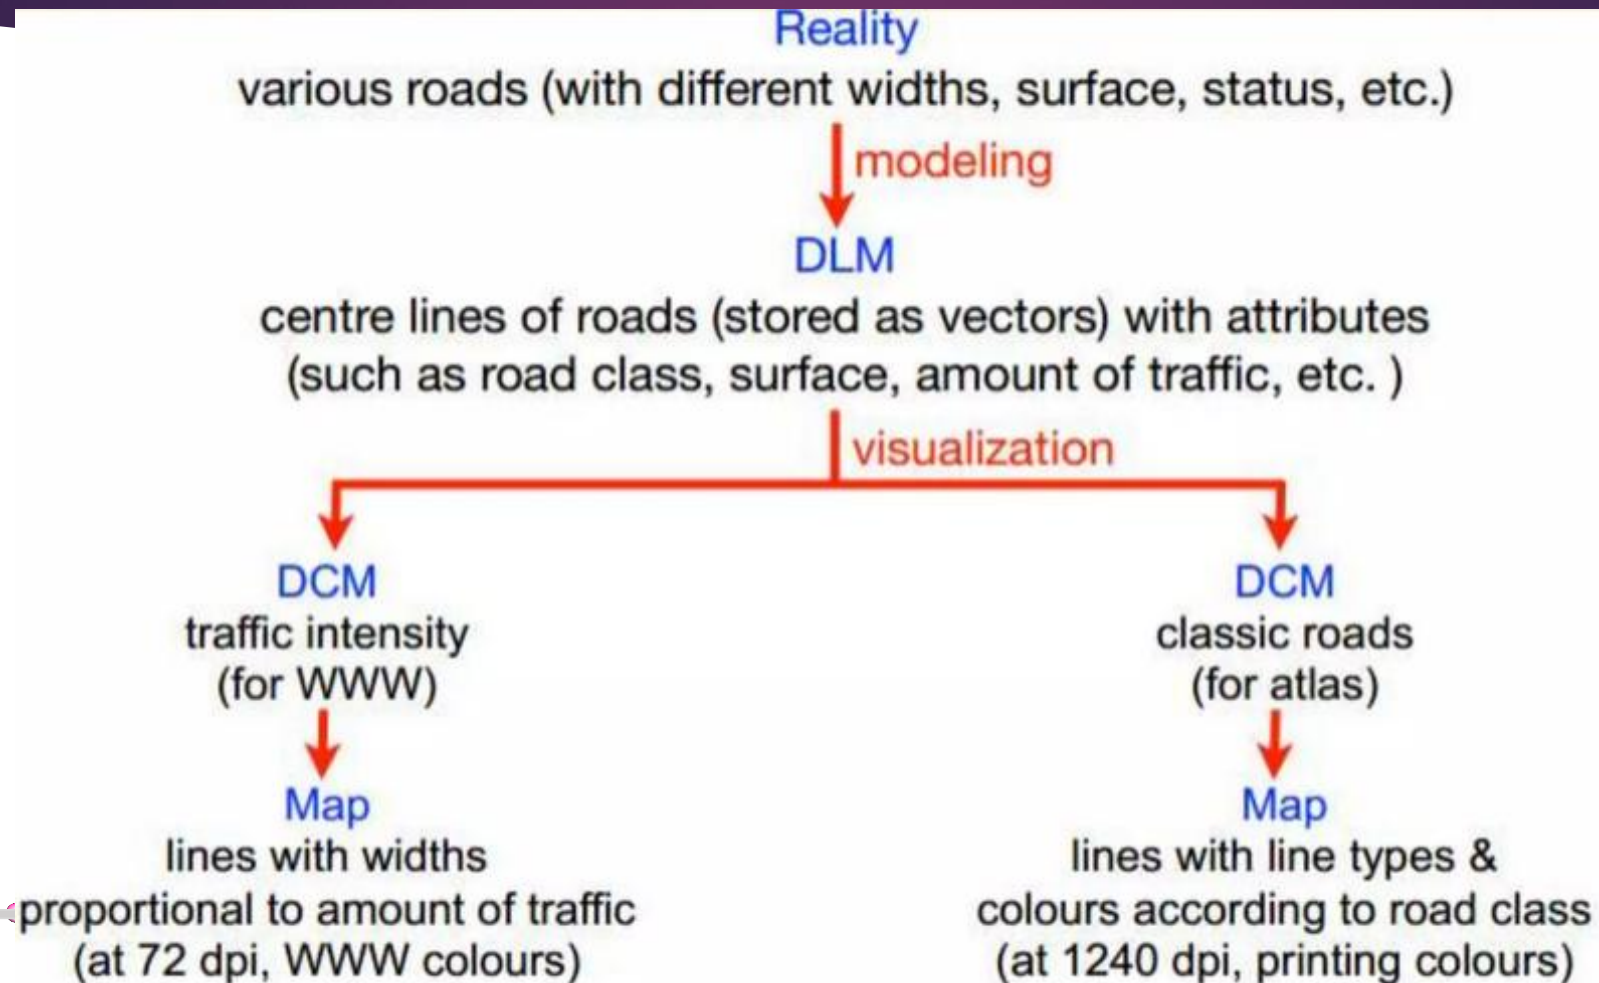 Reality
various roads (with different widths, surface, status, etc.)
modeling
DLM
centre lines of roads (stored as vectors) with attributes
(such as road class, surface, amount of traffic, etc. )
visualization
DCM
traffic intensity
(for WWW)
Map
lines with widths
proportional to amount of traffic
(at 72 dpi, WWW colours)
DCM
classic roads
(for atlas)
Map
lines with line types &
colours according to road class
(at 1240 dpi, printing colours)